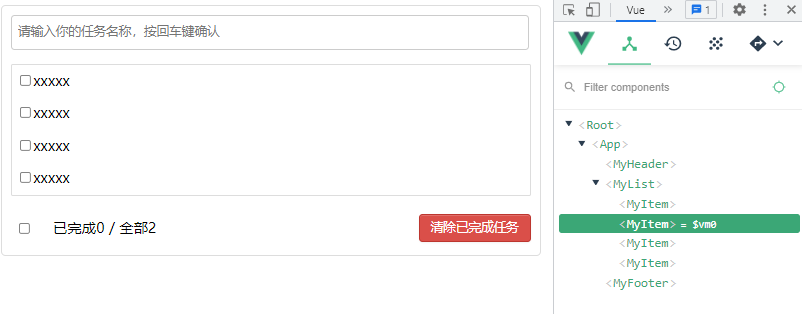 请输入你的任务名称，按回车键确认
xxxxx
xxxxx
xxxxx
xxxxx
已完成0 / 全部2
清除已完成任务
Vue
»
1
Filter components
<Root>
<App>
<MyHeader>
<MyList>
<MyItem>
<MyItem> = $vm0
<MyItem>
<MyItem>
<MyFooter>